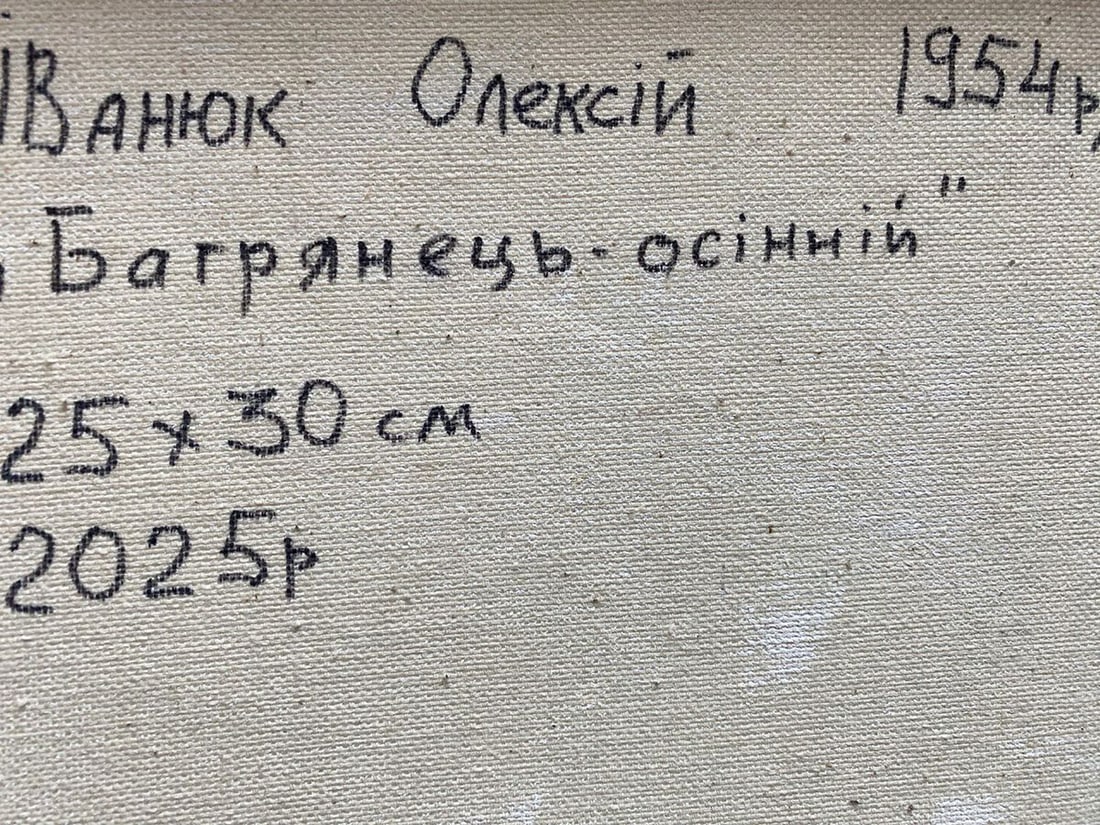 Іванюк Олексій 1954р,
„Багрянець-осінній"
25 х 30 см
2025р